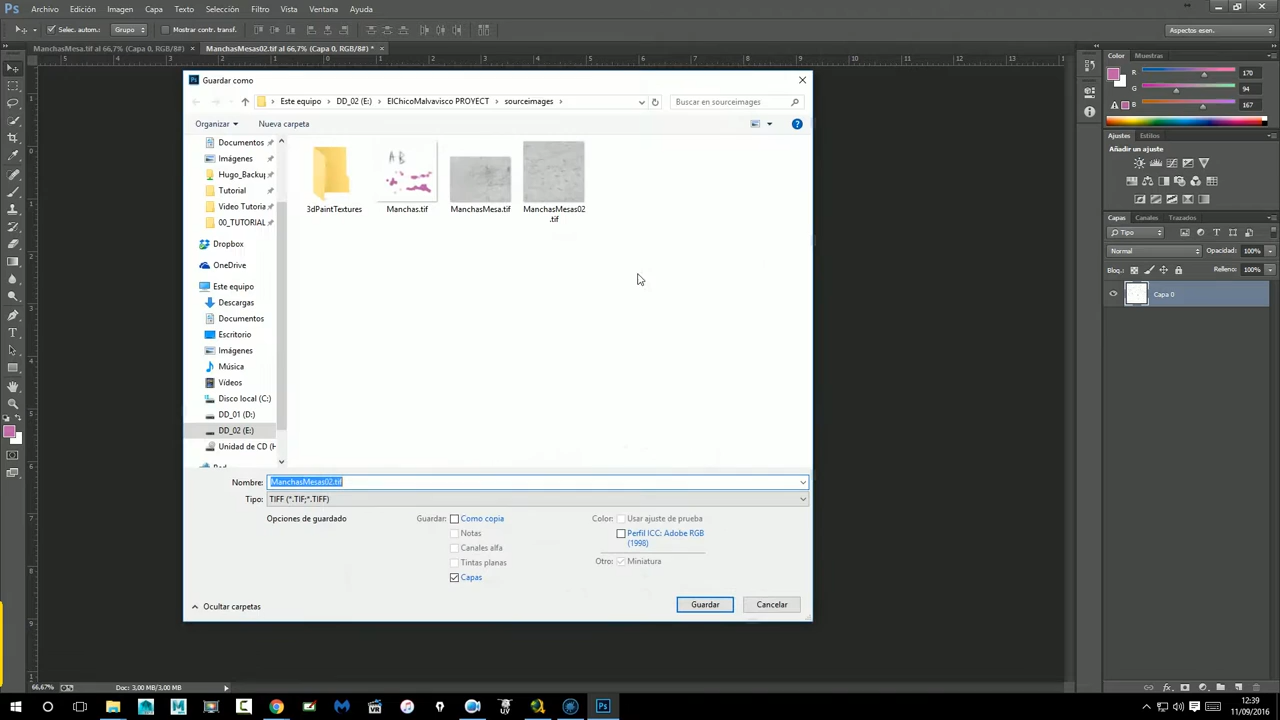 Ps Archivo Edición Imagen Capa Texto Selección Filtro Vista Ventana Ayuda
Selec. autom.: Grupo Mostrar contr. transf. Aspectos esen.
ManchasMesa.tif al 66,7% (Capa 0, RGB/8#) × ManchasMesas02.tif al 66,7% (Capa 0, RGB/8#) * ×
Guardar como
Este equipo DD_02 (E:) ElChicoMalvavisco PROYECT sourceimages Buscar en sourceimages
Organizar Nueva carpeta
Documentos
Imágenes
Hugo_Backup
Tutorial
Video Tutoria
00_TUTORIAL
Dropbox
OneDrive
Este equipo
Descargas
Documentos
Escritorio
Imágenes
Música
Vídeos
Disco local (C:)
DD_01 (D:)
DD_02 (E:)
Unidad de CD (H
3dPaintTextures Manchas.tif ManchasMesa.tif ManchasMesas02
.tif
Nombre: ManchasMesas02.tif
Tipo: TIFF (*.TIF;*.TIFF)
Opciones de guardado Guardar: Como copia
Notas
Canales alfa
Tintas planas
Capas
Color: Usar ajuste de prueba
Perfil ICC: Adobe RGB
(1998)
Otro: Miniatura
Ocultar carpetas Guardar Cancelar
Color Muestras
R 170
G 94
B 167
Ajustes Estilos
Añadir un ajuste
Capas Canales Trazados
Tipo
Normal Opacidad: 100%
Bloq.: Relleno: 100%
Capa 0
66,67% Doc: 3,00 MB/3,00 MB
12:39
11/09/2016